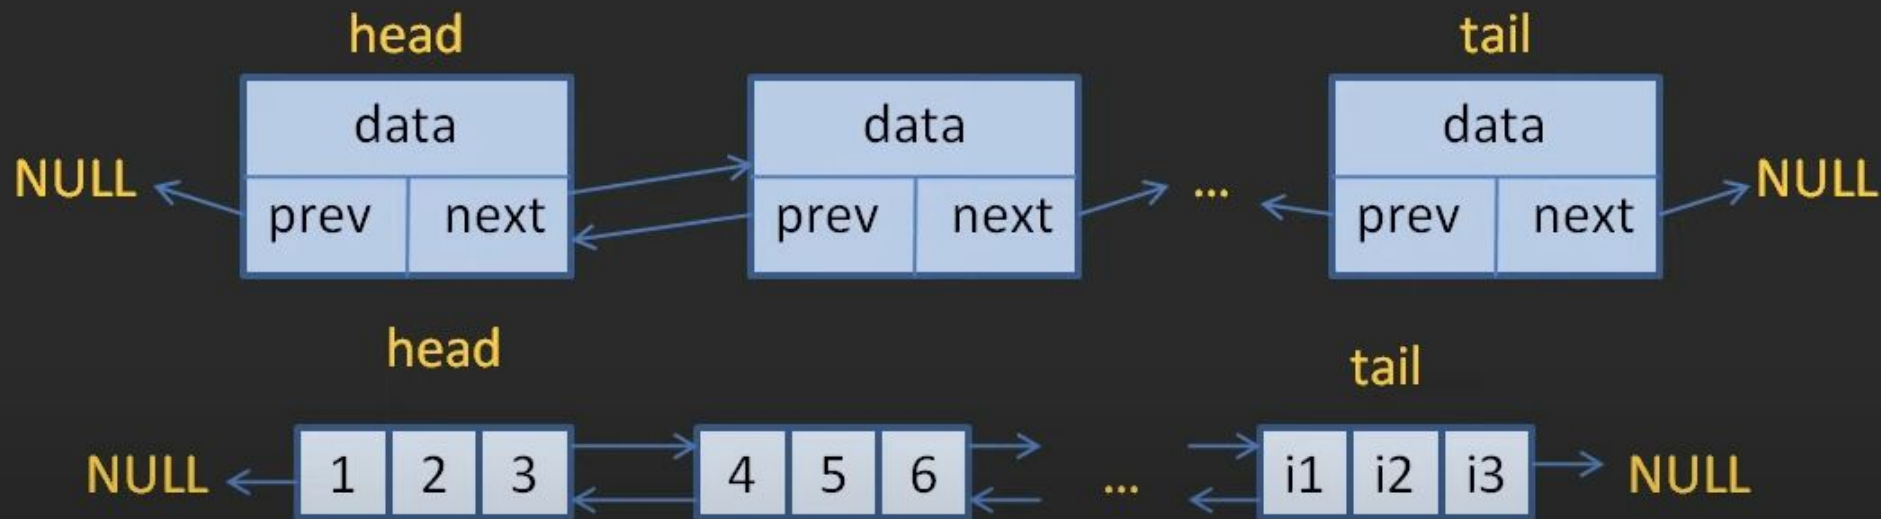 head tail
data data data
NULL prev next prev next ... prev next NULL
head tail
NULL 1 2 3 4 5 6 ... i1 i2 i3 NULL